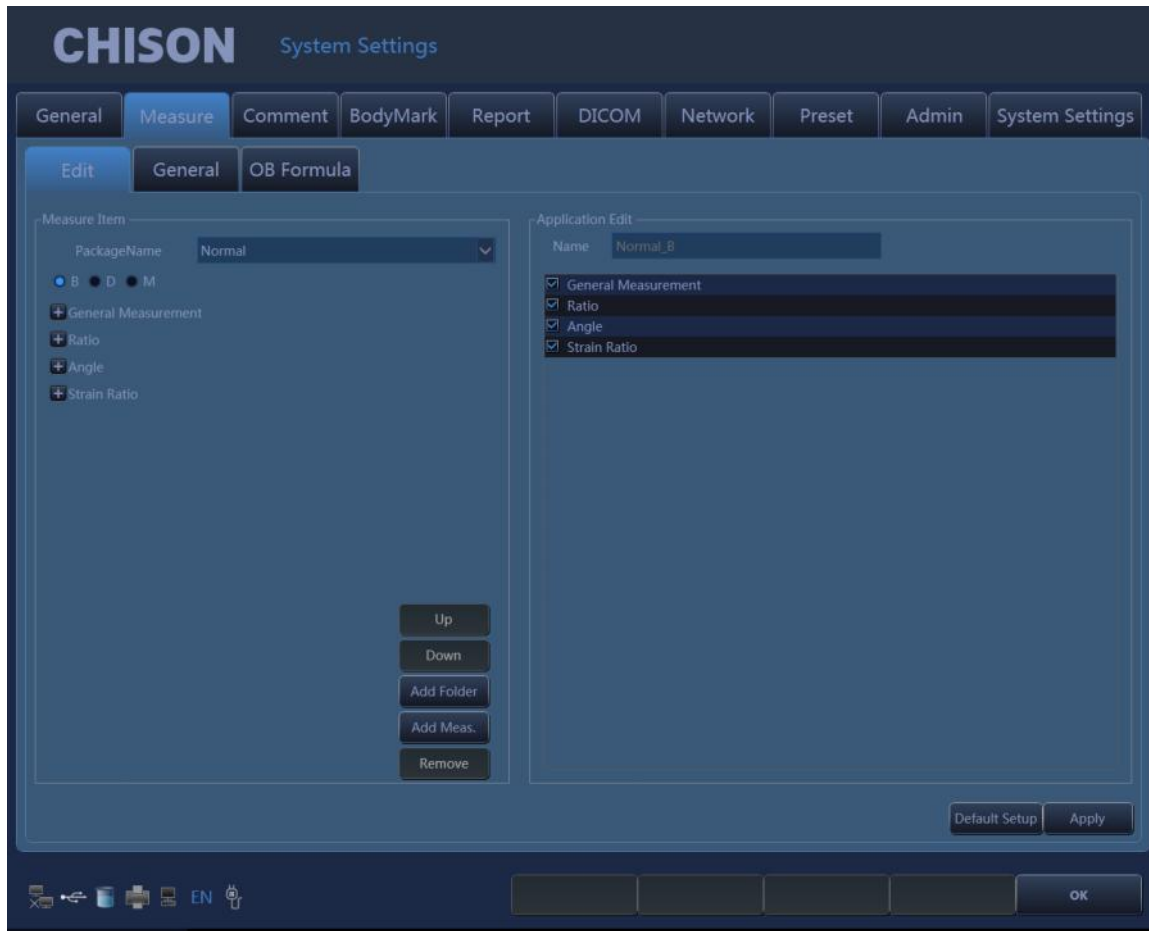 CHISON System Settings
General Measure Comment BodyMark Report DICOM Network Preset Admin System Settings
Edit General OB Formula
Measure Item
PackageName Normal
B D M
General Measurement
Ratio
Angle
Strain Ratio
Up
Down
Add Folder
Add Meas.
Remove
Application Edit
Name Normal_B
General Measurement
Ratio
Angle
Strain Ratio
Default Setup Apply
EN
OK